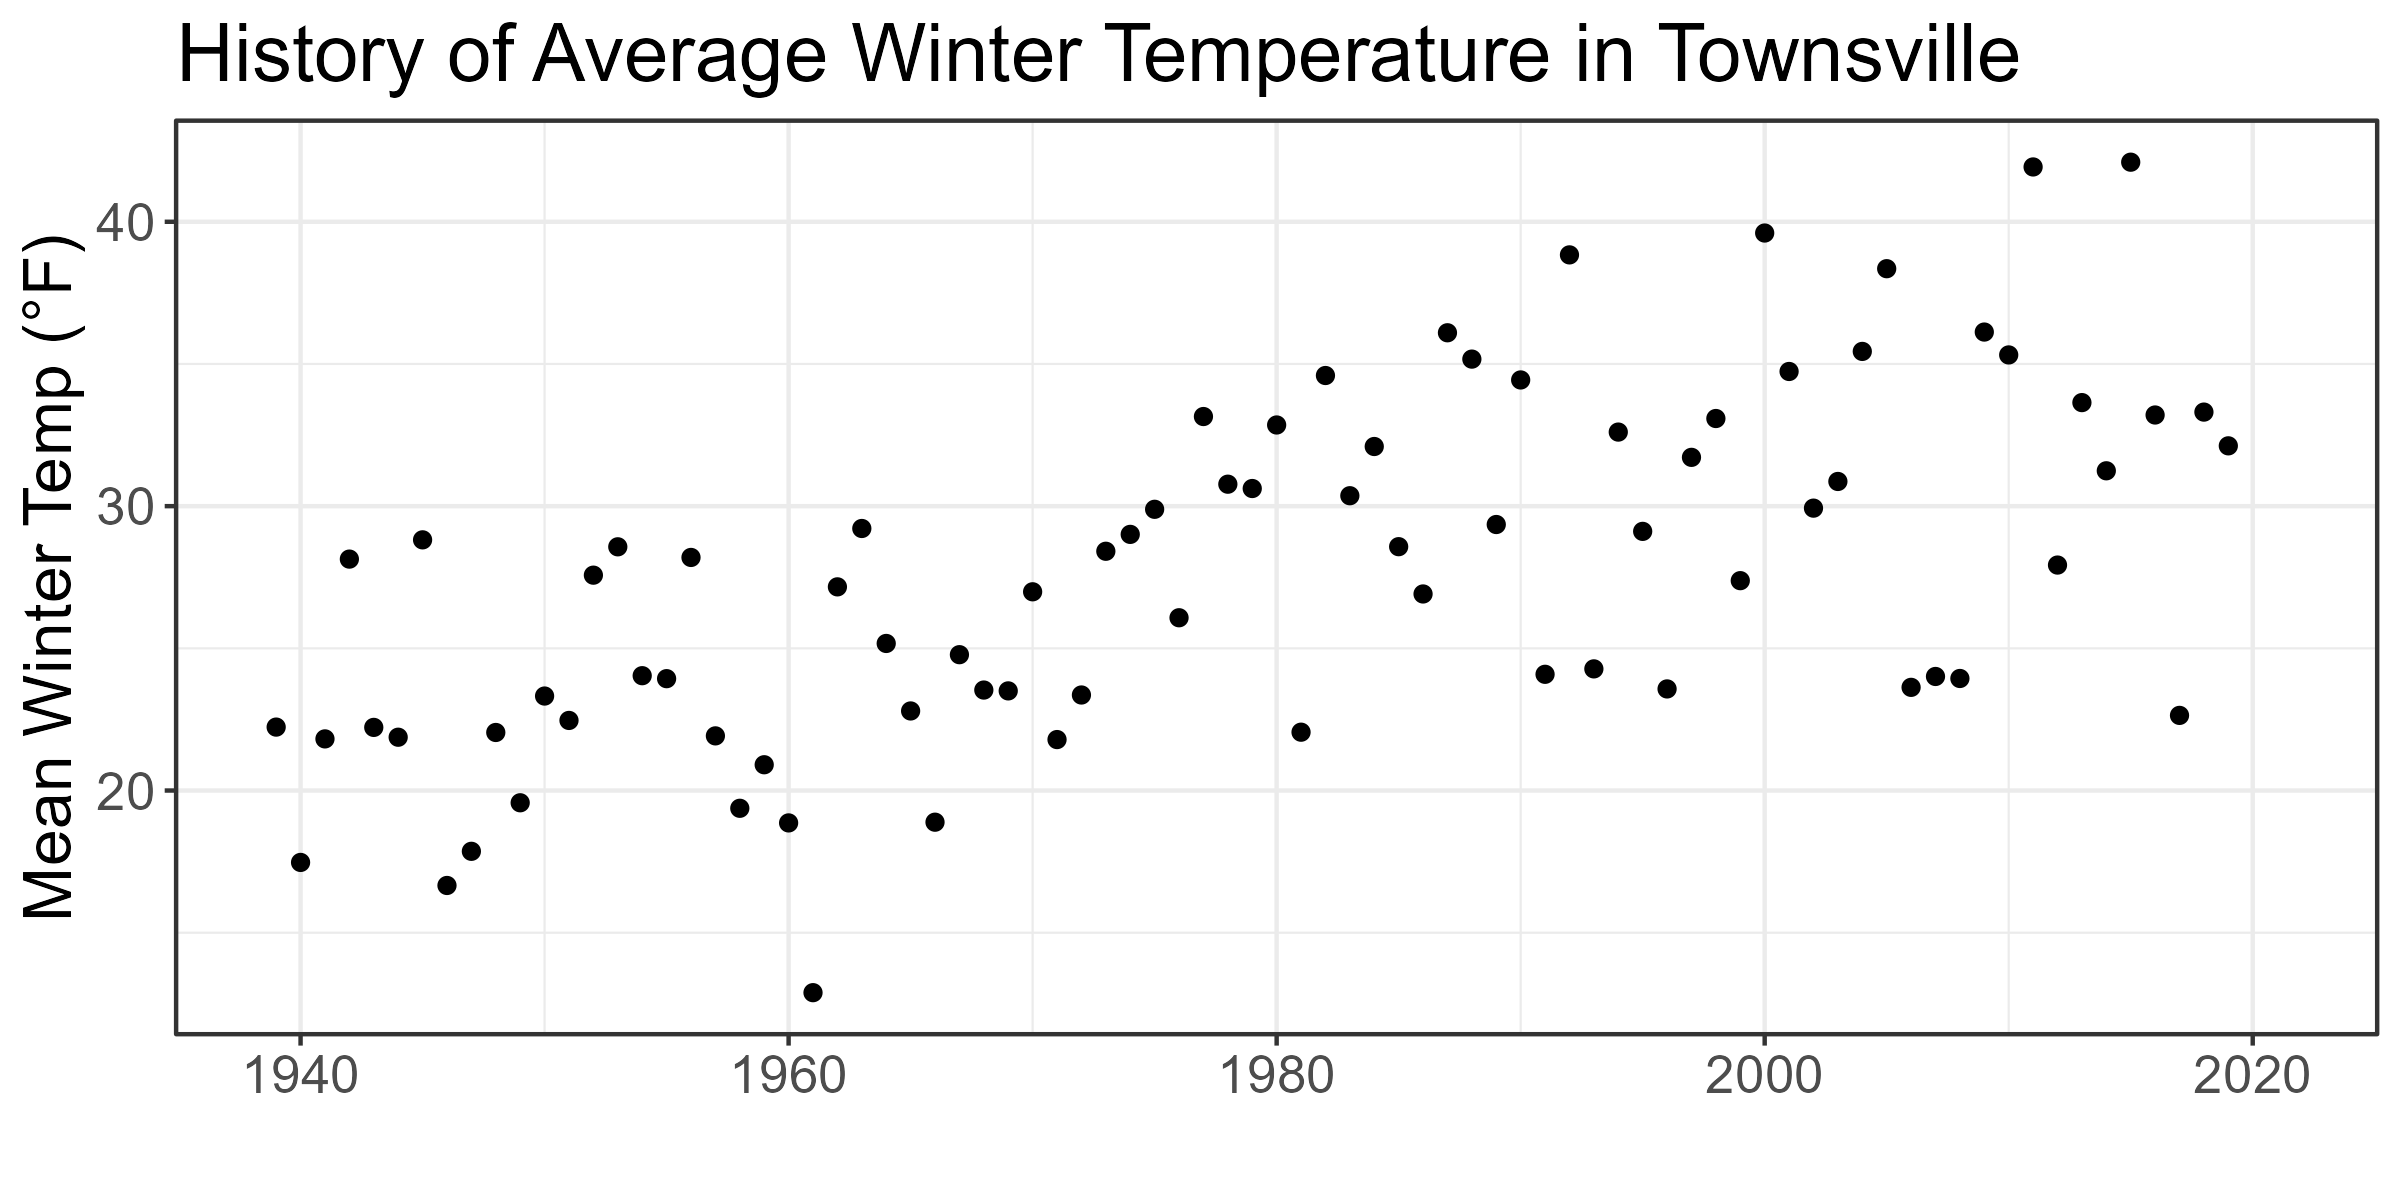 History of Average Winter Temperature in Townsville
Mean Winter Temp (°F)
40
30
20
1940 1960 1980 2000 2020